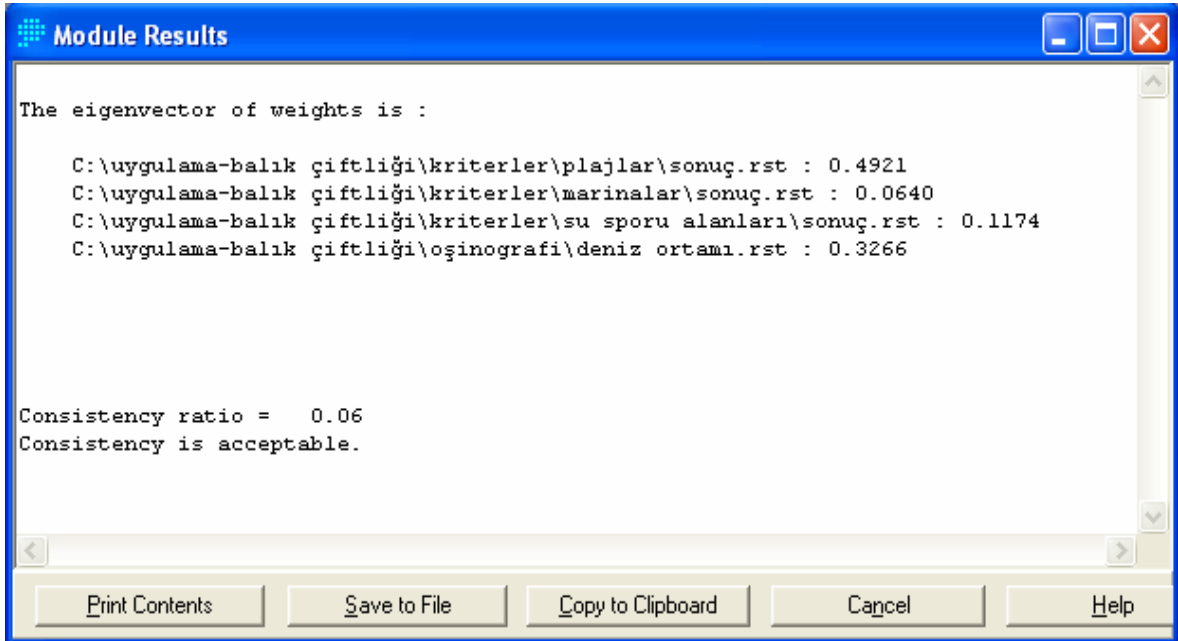 Module Results
The eigenvector of weights is :
C:\uygulama-balık çiftliği\kriterler\plajlar\sonuç.rst : 0.4921
C:\uygulama-balık çiftliği\kriterler\marinalar\sonuç.rst : 0.0640
C:\uygulama-balık çiftliği\kriterler\su sporu alanları\sonuç.rst : 0.1174
C:\uygulama-balık çiftliği\oşinografi\deniz ortamı.rst : 0.3266
Consistency ratio = 0.06
Consistency is acceptable.
Print Contents Save to File Copy to Clipboard Cancel Help